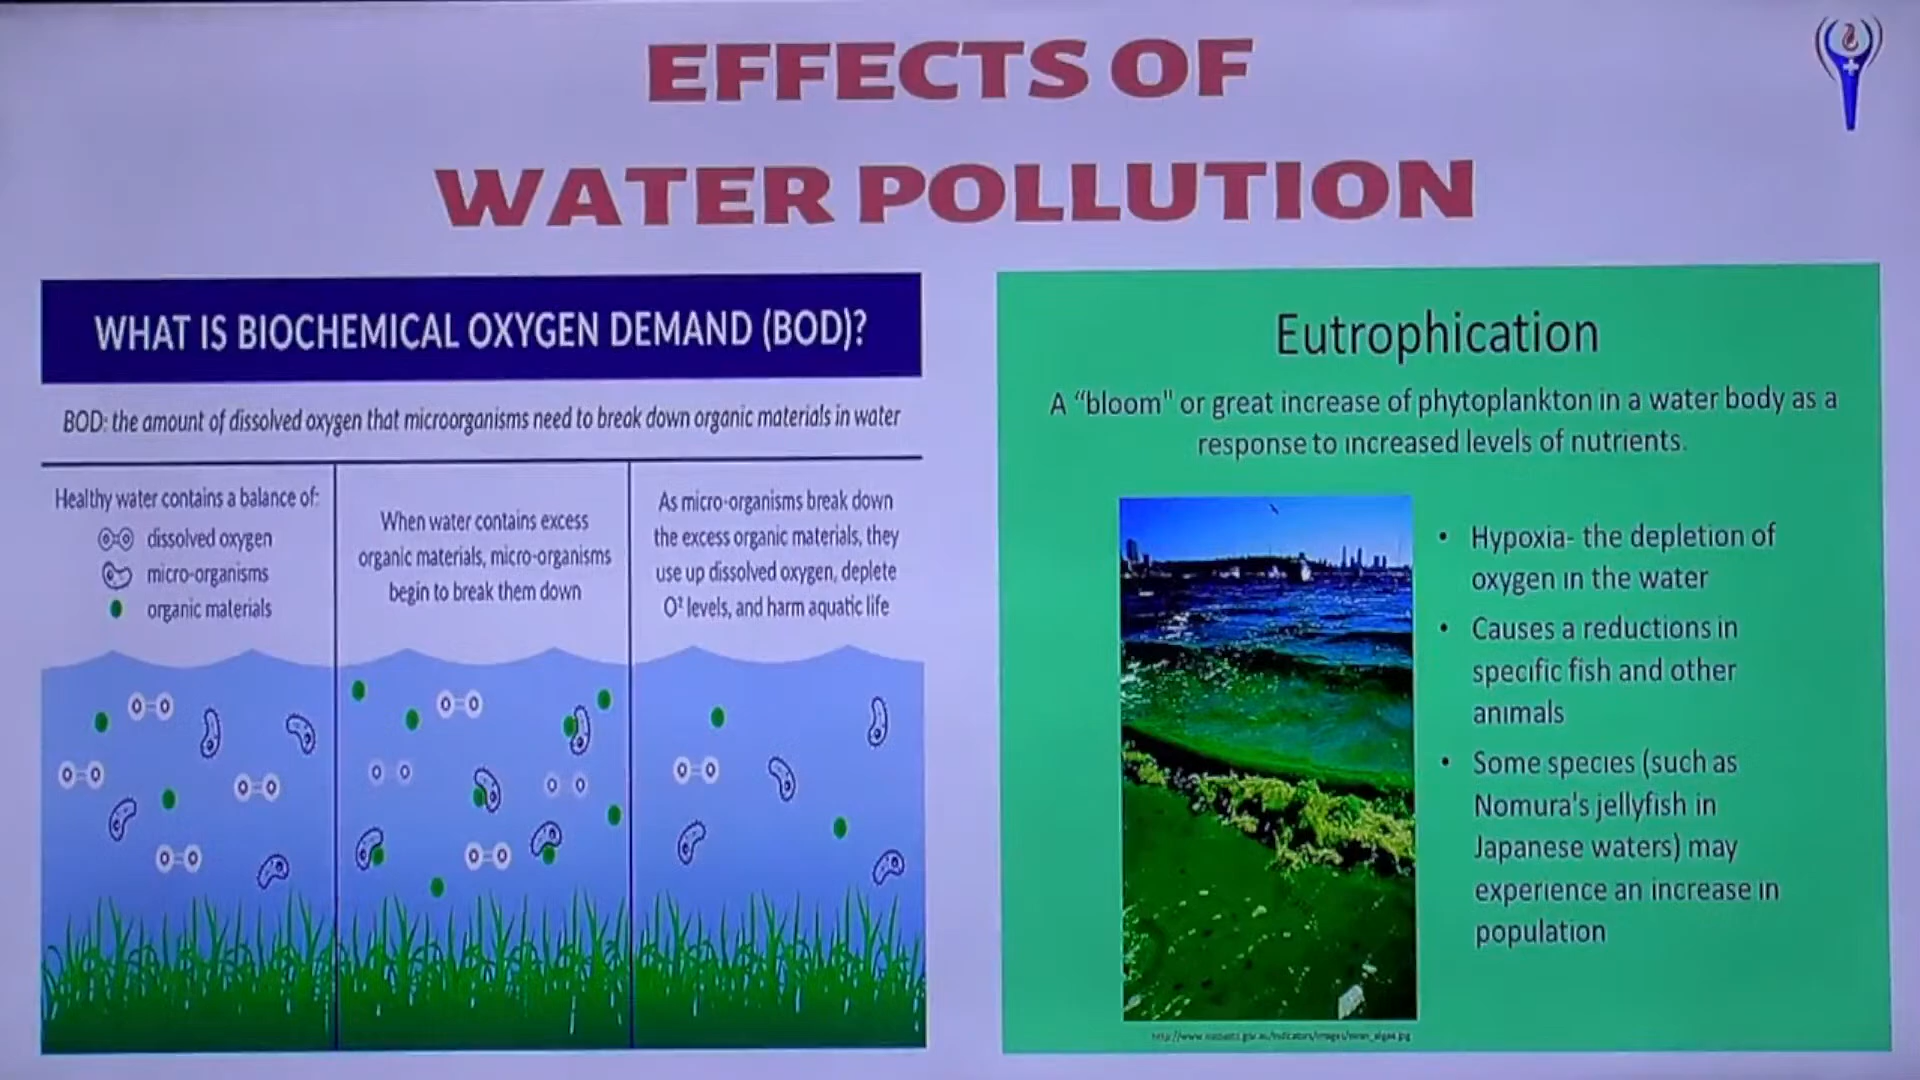 EFFECTS OF
WATER POLLUTION
WHAT IS BIOCHEMICAL OXYGEN DEMAND (BOD)?
BOD: the amount of dissolved oxygen that microorganisms need to break down organic materials in water
Healthy water contains a balance of:
dissolved oxygen
micro-organisms
organic materials
When water contains excess
organic materials, micro-organisms
begin to break them down
As micro-organisms break down
the excess organic materials, they
use up dissolved oxygen, deplete
O² levels, and harm aquatic life
Eutrophication
A “bloom" or great increase of phytoplankton in a water body as a
response to increased levels of nutrients.
• Hypoxia- the depletion of
oxygen in the water
• Causes a reductions in
specific fish and other
animals
• Some species (such as
Nomura's jellyfish in
Japanese waters) may
experience an increase in
population